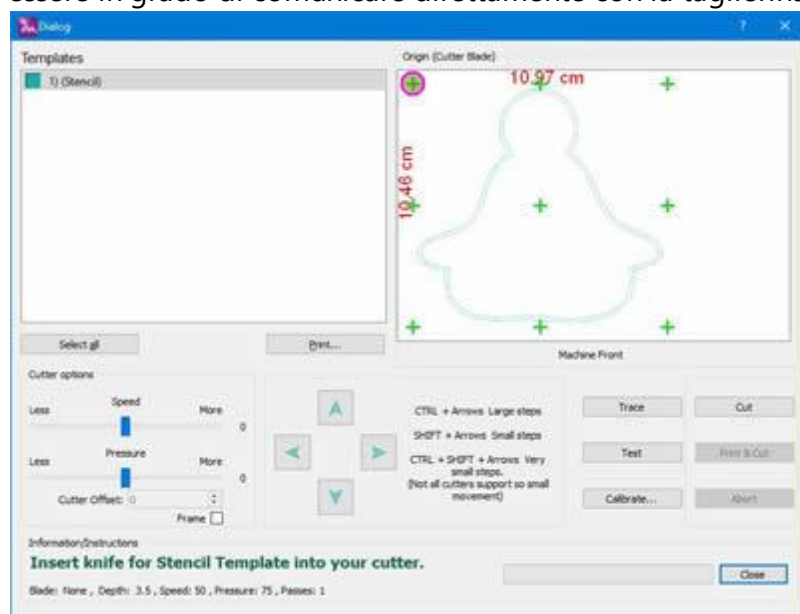 essere in grado di comunicare direttamente con la taglierina
Dialog
? ×
Templates
1) (Stencil)
Origin (Cutter Blade)
10.97 cm
10.46 cm
Machine Front
Select all
Print...
Cutter options
Speed
Less
More
0
Pressure
Less
More
0
Cutter Offset: 0
Frame
CTRL + Arrows Large steps
SHIFT + Arrows Small steps
CTRL + SHIFT + Arrows Very
small steps.
(Not all cutters support so small
movement)
Trace
Cut
Test
Print & Cut
Calibrate...
Abort
Information/Instructions
Insert knife for Stencil Template into your cutter.
Blade: None , Depth: 3.5 , Speed: 50 , Pressure: 75 , Passes: 1
Close